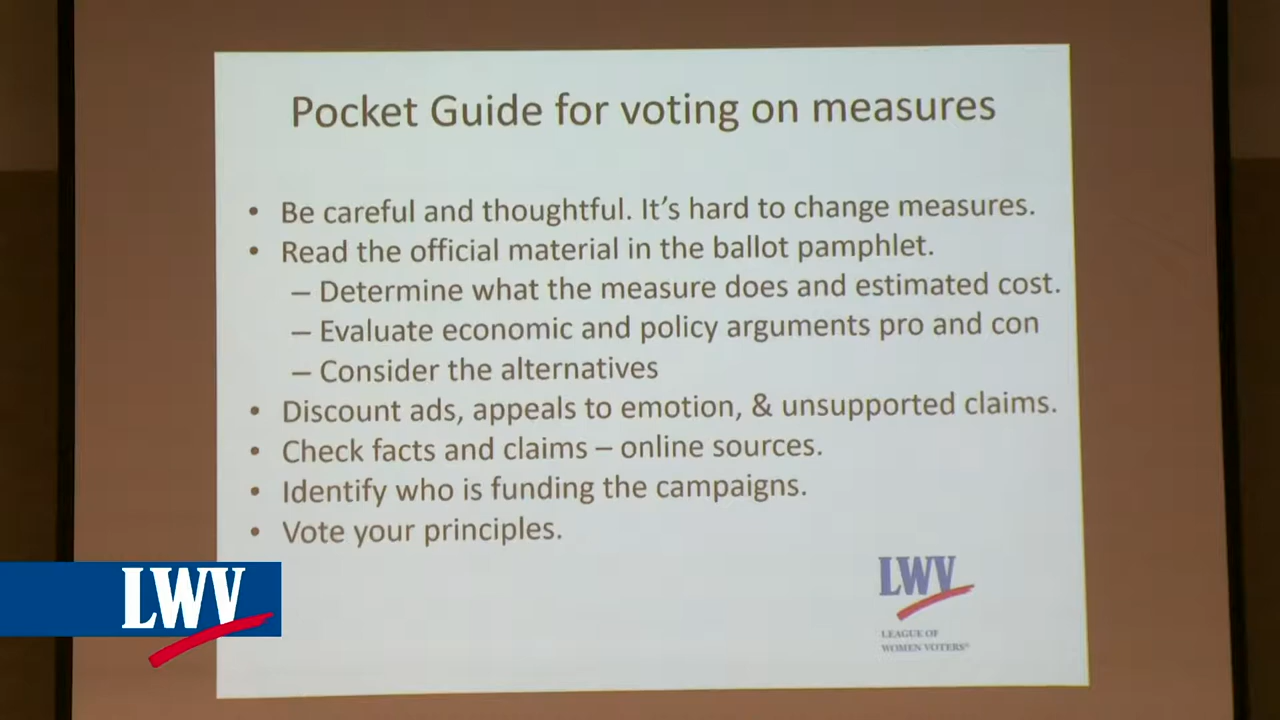 Pocket Guide for voting on measures
• Be careful and thoughtful. It's hard to change measures.
• Read the official material in the ballot pamphlet.
– Determine what the measure does and estimated cost.
– Evaluate economic and policy arguments pro and con
– Consider the alternatives
• Discount ads, appeals to emotion, & unsupported claims.
• Check facts and claims – online sources.
• Identify who is funding the campaigns.
• Vote your principles.
LWV
LEAGUE OF
WOMEN VOTERS®
LWV